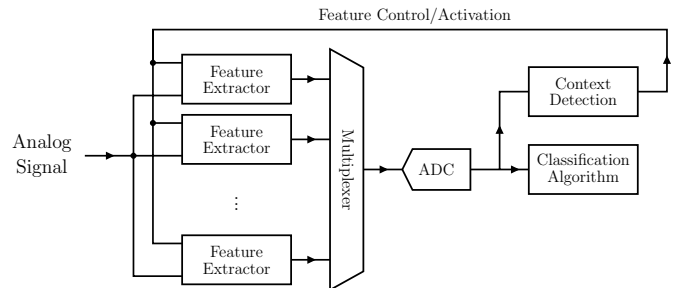 Feature Control/Activation
Feature
Extractor
Context
Detection
Feature
Extractor
Analog
Signal
Multiplexer
ADC
Classification
Algorithm
Feature
Extractor